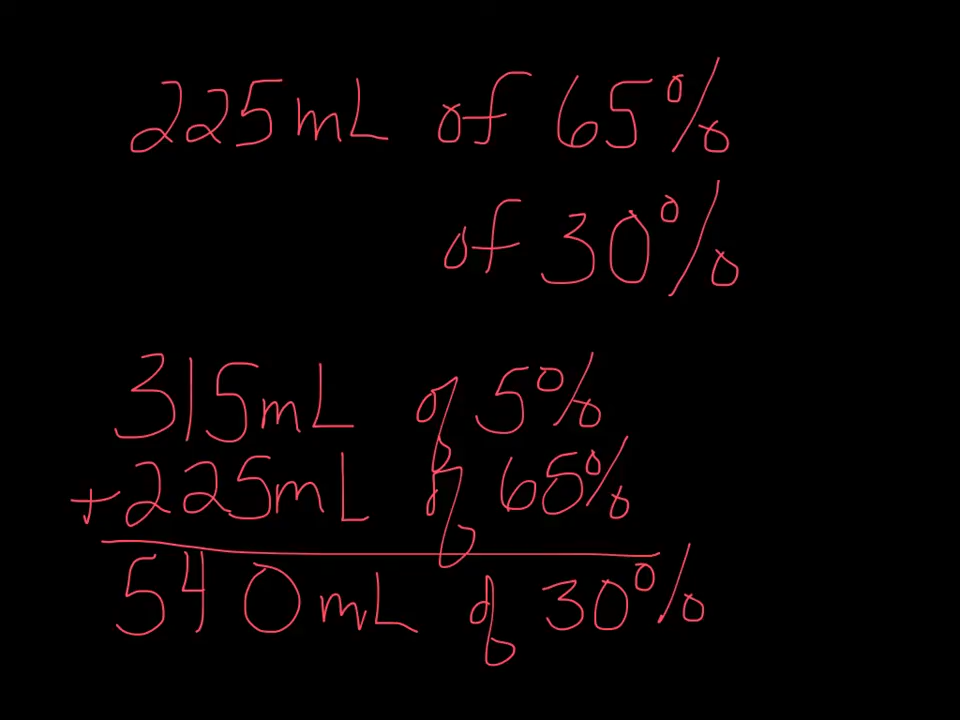 225mL of 65%
of 30%
315mL of 5%
+225mL of 65%
540mL of 30%